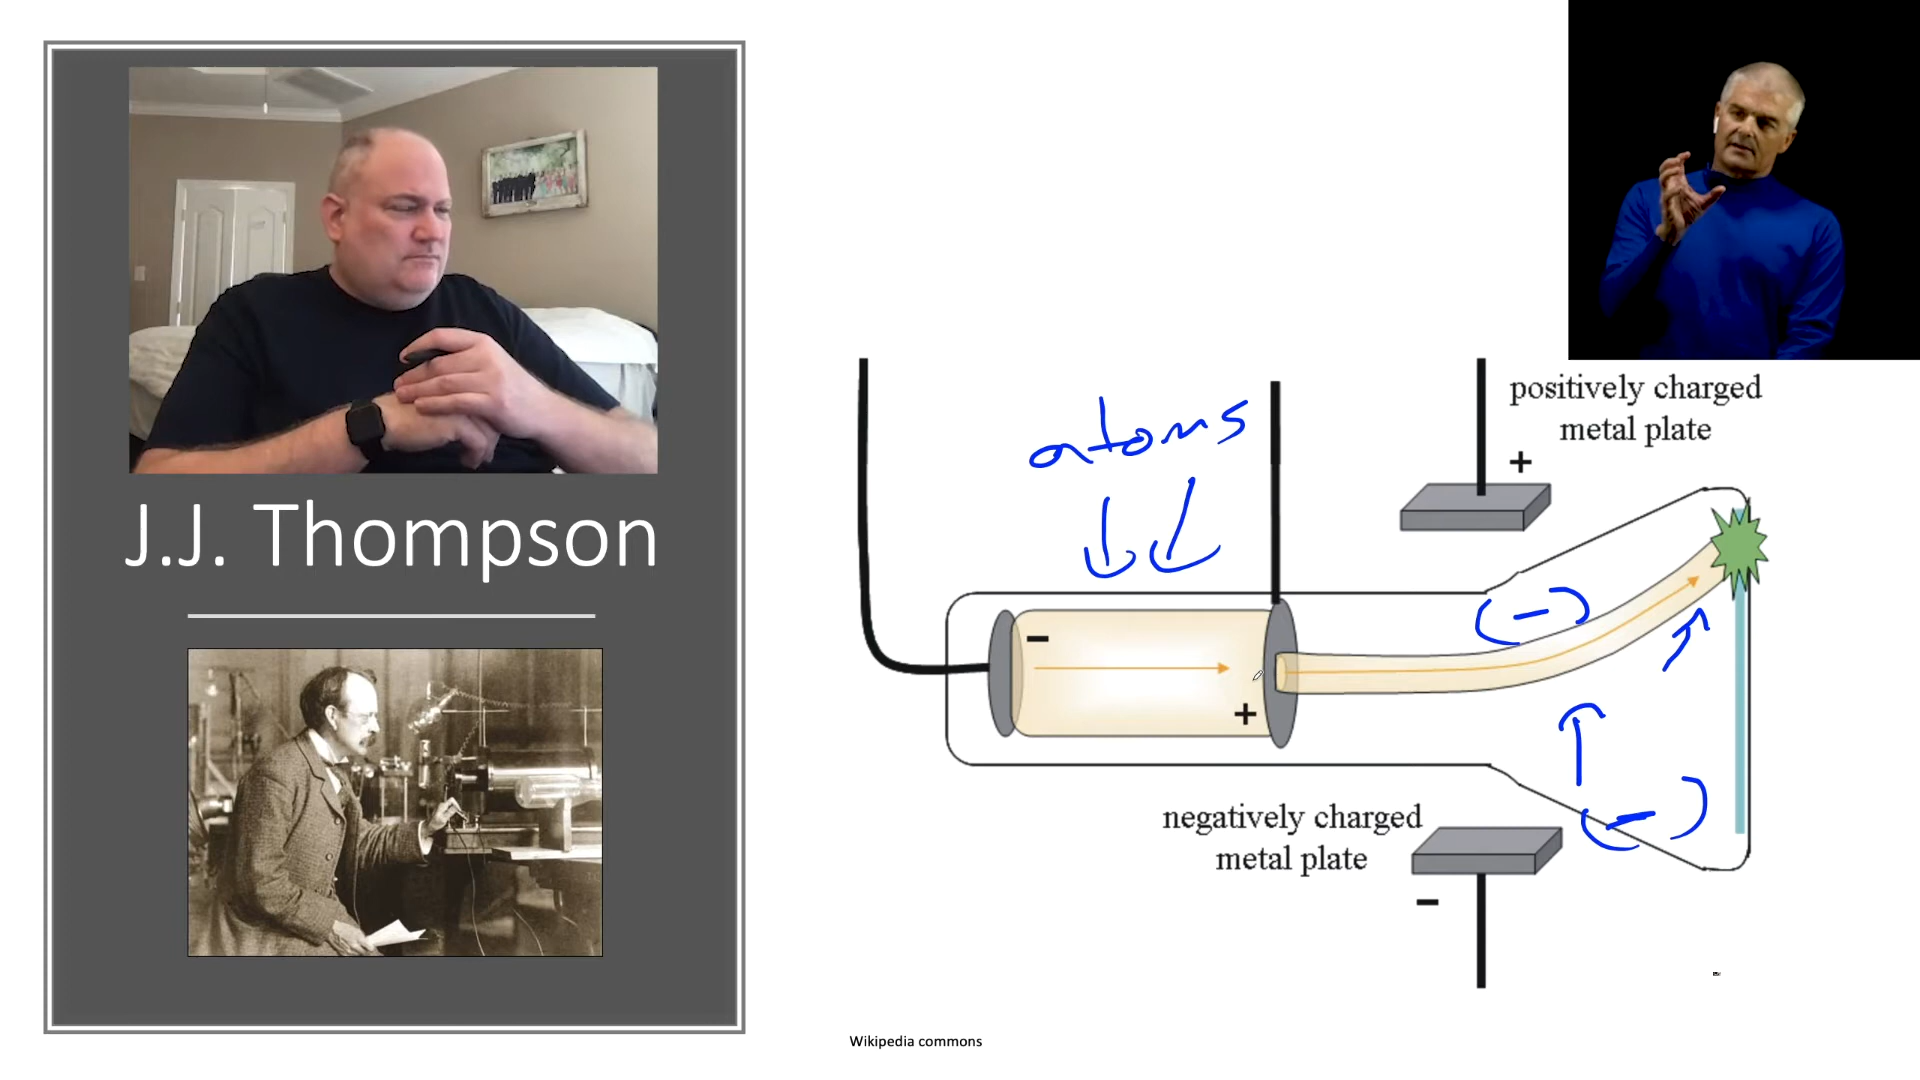 J.J. Thompson
atoms
positively charged
metal plate
+
(-)
-
+
(-)
negatively charged
metal plate
-
Wikipedia commons